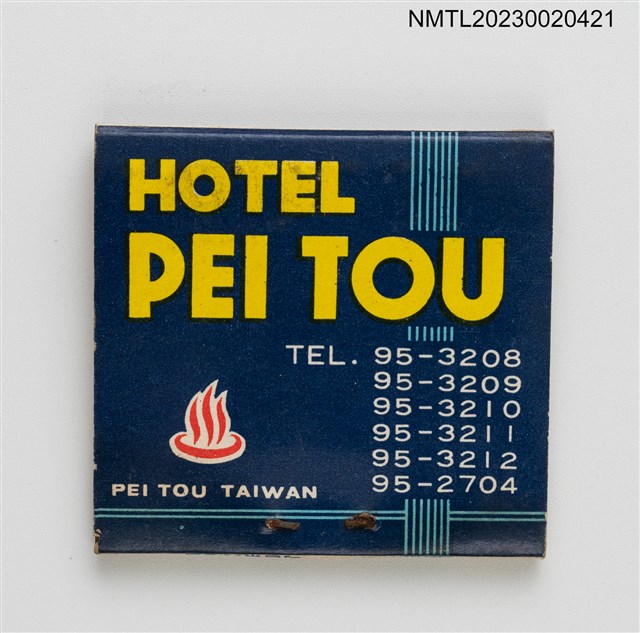 NMTL20230020421
HOTEL
PEI TOU
TEL. 95-3208
95-3209
95-3210
95-3211
95-3212
95-2704
PEI TOU TAIWAN